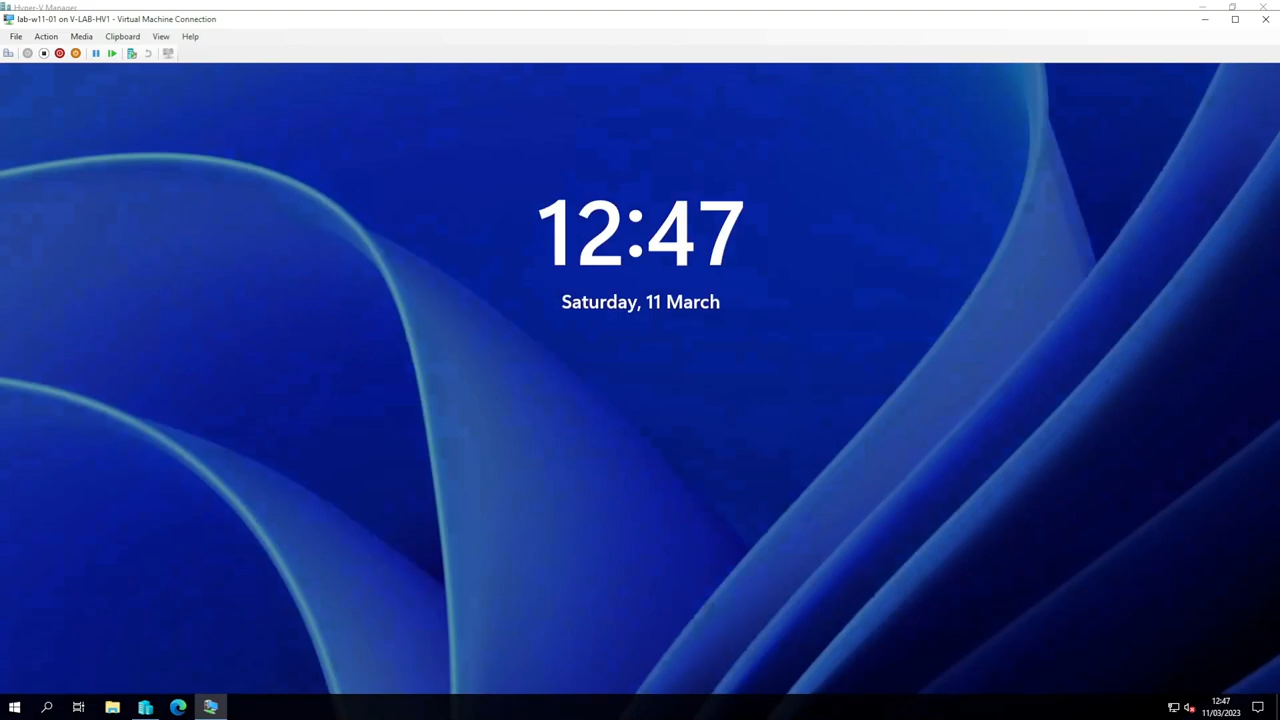 Hyper-V Manager
lab-w11-01 on V-LAB-HV1 - Virtual Machine Connection
File Action Media Clipboard View Help
12:47
Saturday, 11 March
12:47
11/03/2023